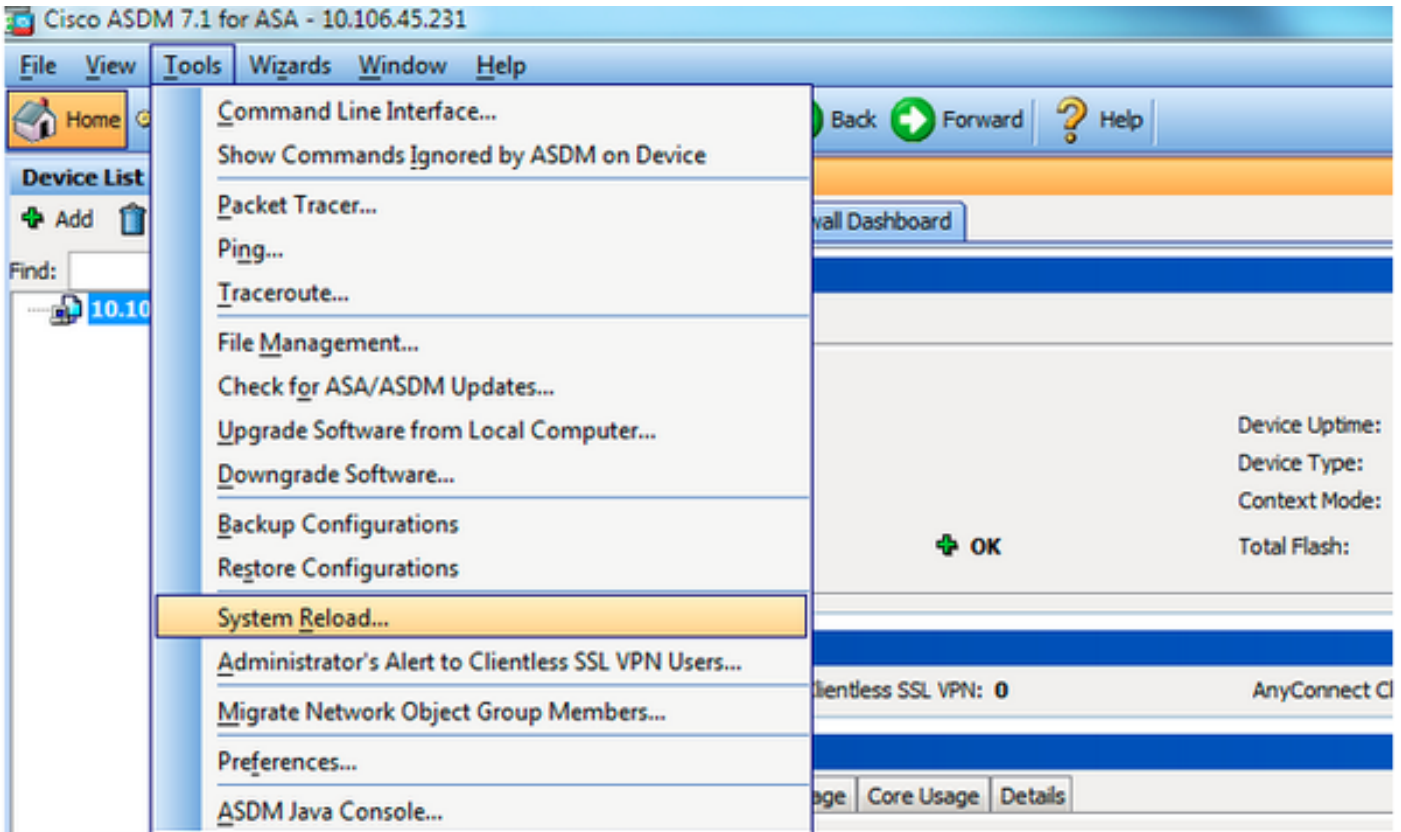 Cisco ASDM 7.1 for ASA - 10.106.45.231
File View Tools Wizards Window Help
Home Back Forward Help
Device List
Add
Find:
10.10
Command Line Interface...
Show Commands Ignored by ASDM on Device
Packet Tracer...
Ping...
Traceroute...
File Management...
Check for ASA/ASDM Updates...
Upgrade Software from Local Computer...
Downgrade Software...
Backup Configurations
Restore Configurations
System Reload...
Administrator's Alert to Clientless SSL VPN Users...
Migrate Network Object Group Members...
Preferences...
ASDM Java Console...
wall Dashboard
Device Uptime:
Device Type:
Context Mode:
OK Total Flash:
lientless SSL VPN: 0 AnyConnect Cl
age Core Usage Details